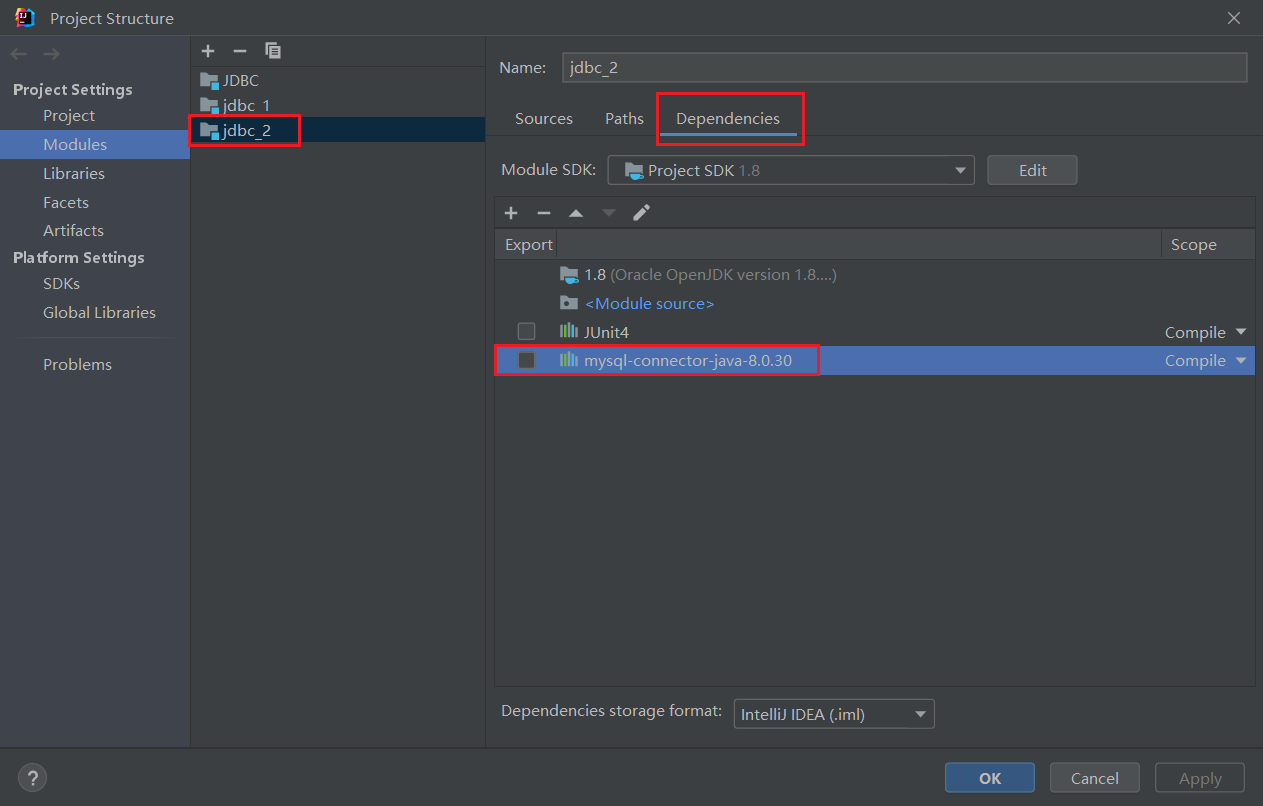 Project Structure
Project Settings
Project
Modules
Libraries
Facets
Artifacts
Platform Settings
SDKs
Global Libraries
Problems
JDBC
jdbc_1
jdbc_2
Name: jdbc_2
Sources Paths Dependencies
Module SDK: Project SDK 1.8 Edit
Export Scope
1.8 (Oracle OpenJDK version 1.8....)
<Module source>
JUnit4 Compile
mysql-connector-java-8.0.30 Compile
Dependencies storage format: IntelliJ IDEA (.iml)
? OK Cancel Apply